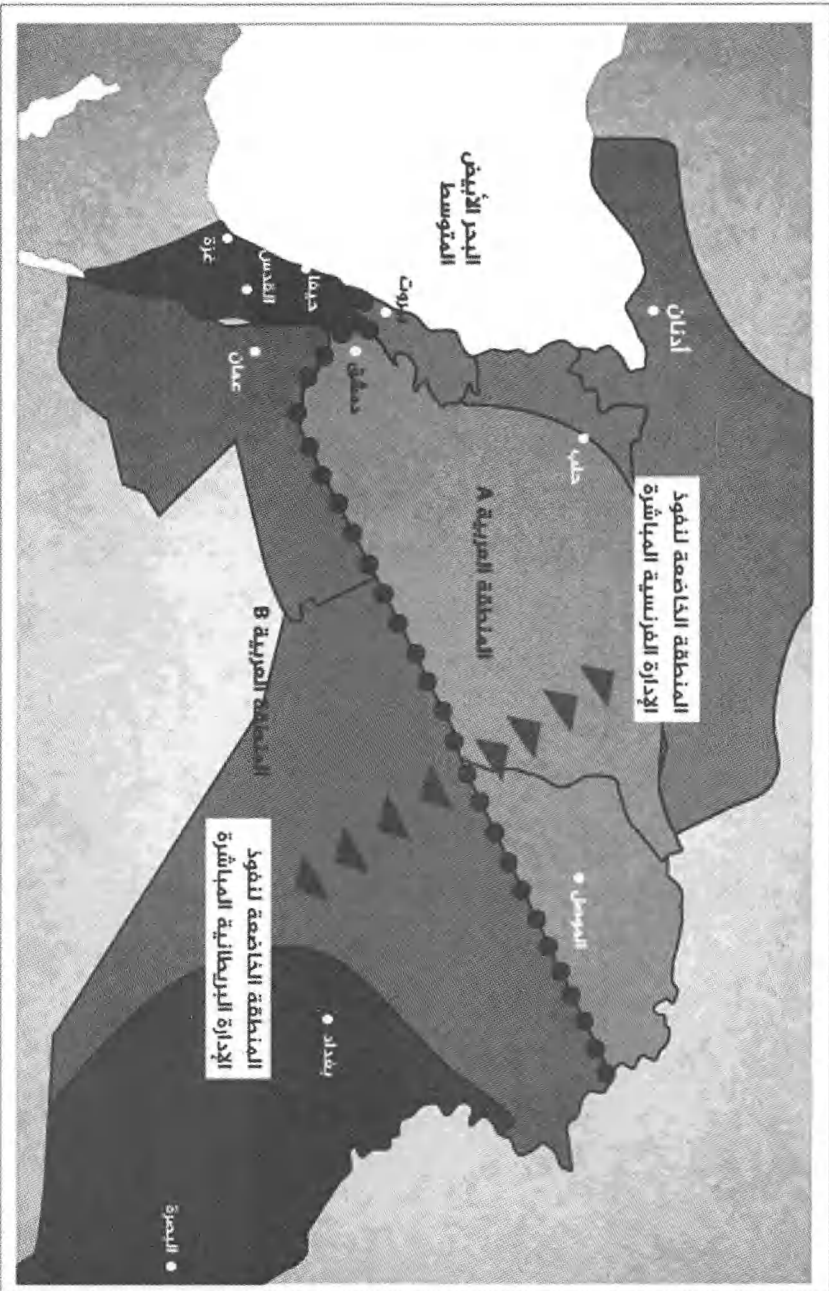 البحر الأبيض
المتوسط
أدنان
حلب
بيروت
دمشق
حيفا
القدس
غزة
عمان
المنطقة الخاضعة لنفوذ
الإدارة الفرنسية المباشرة
المنطقة العربية A
الموصل
المنطقة العربية B
المنطقة الخاضعة لنفوذ
الإدارة البريطانية المباشرة
بغداد
البصرة